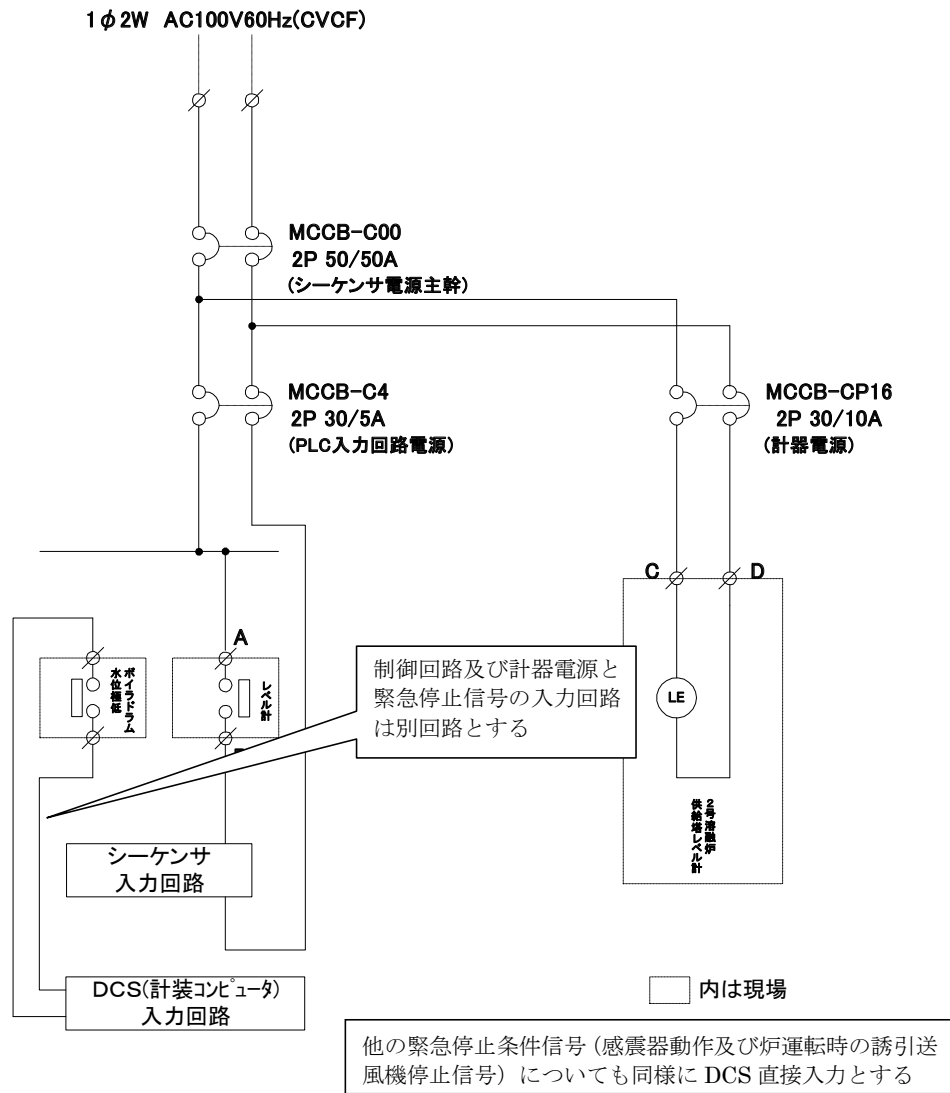 1φ2W AC100V60Hz(CVCF)
MCCB-C00
2P 50/50A
(シーケンサ電源主幹)
MCCB-C4
2P 30/5A
(PLC入力回路電源)
MCCB-CP16
2P 30/10A
(計器電源)
C
D
A
ボイラドラム
水位極低
レベル計
制御回路及び計器電源と
緊急停止信号の入力回路
は別回路とする
LE
2号溶融炉
供給塔レベル計
シーケンサ
入力回路
DCS(計装コンピュータ)
入力回路
内は現場
他の緊急停止条件信号(感震器動作及び炉運転時の誘引送
風機停止信号)についても同様に DCS 直接入力とする